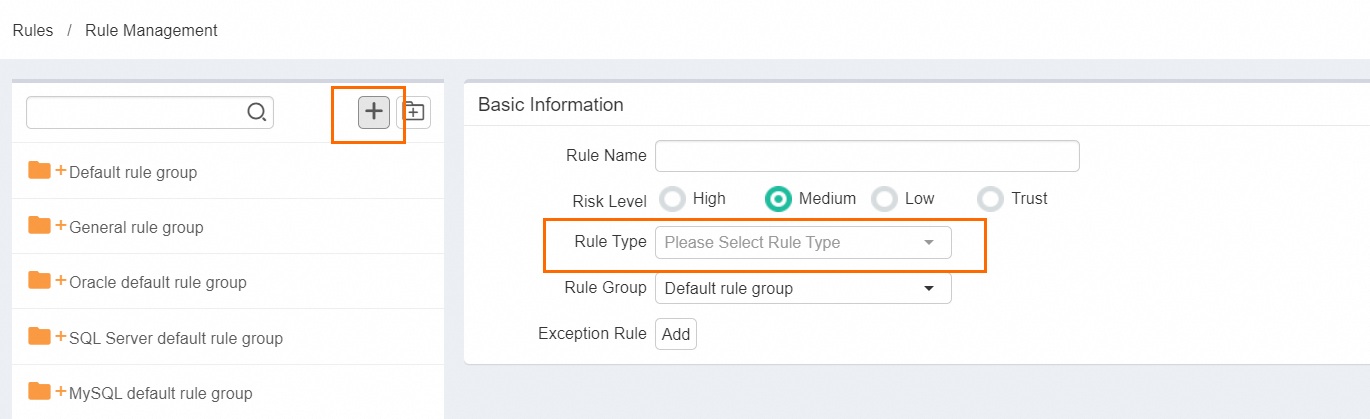 Rules / Rule Management
Default rule group
General rule group
Oracle default rule group
SQL Server default rule group
MySQL default rule group
Basic Information
Rule Name
Risk Level High Medium Low Trust
Rule Type Please Select Rule Type
Rule Group Default rule group
Exception Rule Add